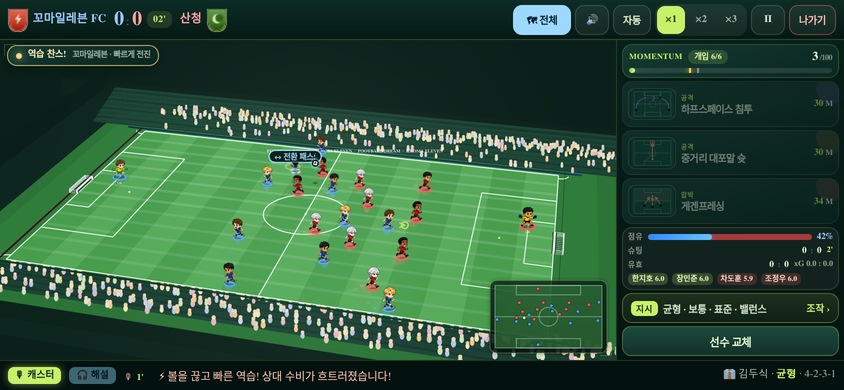 꼬마일레븐 FC 0 : 0 02' 산청
전체 자동 ×1 ×2 ×3 II 나가기
역습 찬스! 꼬마일레븐 · 빠르게 전진
↔ 전환 패스!
MOMENTUM 개입 6/6 3 /100
공격
하프스페이스 침투 30 M
공격
중거리 대포알 슛 30 M
압박
게겐프레싱 34 M
점유 42%
슈팅 0 : 0 2'
유효 0 : 0 xG 0.0 : 0.0
한지호 6.0 장민준 6.0 차도훈 5.9 조정우 6.0
지시 균형 · 보통 · 표준 · 밸런스 조작 ›
선수 교체
캐스터 해설 1' ⚡ 볼을 끊고 빠른 역습! 상대 수비가 흐트러졌습니다!
김두식 · 균형 · 4-2-3-1